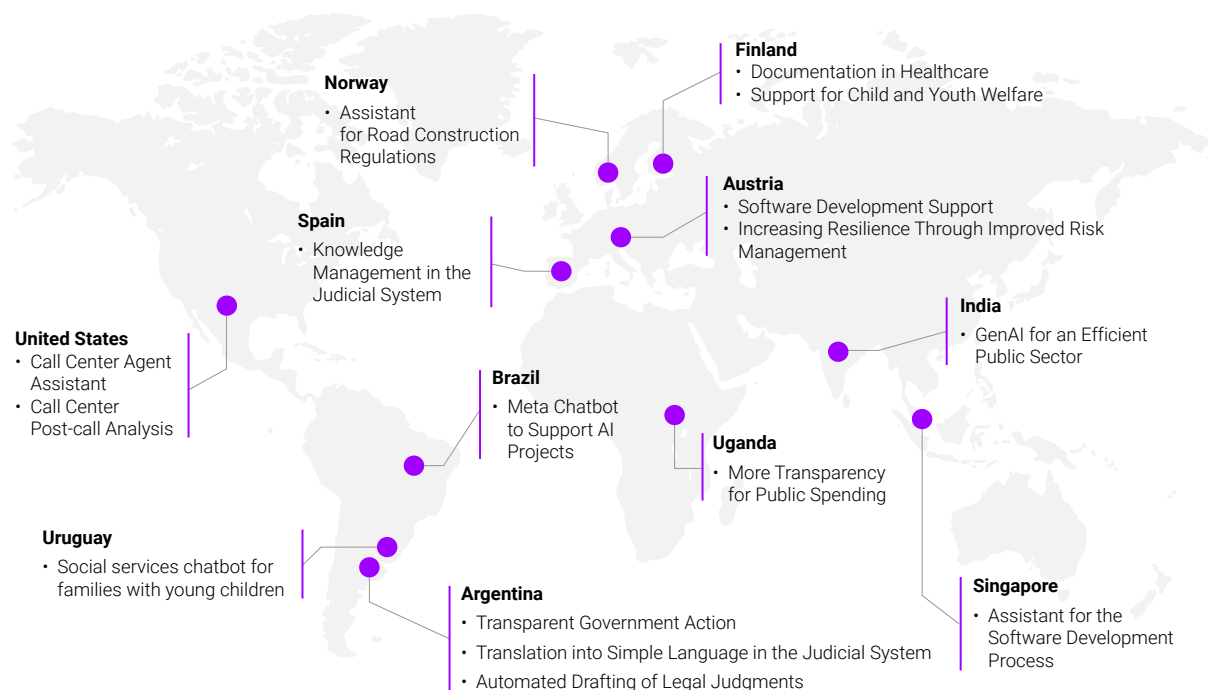 Finland
• Documentation in Healthcare
• Support for Child and Youth Welfare
Norway
• Assistant
for Road Construction
Regulations
Austria
• Software Development Support
• Increasing Resilience Through Improved Risk
Management
Spain
• Knowledge
Management in the
Judicial System
India
• GenAI for an Efficient
Public Sector
United States
• Call Center Agent
Assistant
• Call Center
Post-call Analysis
Brazil
• Meta Chatbot
to Support AI
Projects
Uganda
• More Transparency
for Public Spending
Uruguay
• Social services chatbot for
families with young children
Argentina
• Transparent Government Action
• Translation into Simple Language in the Judicial System
• Automated Drafting of Legal Judgments
Singapore
• Assistant for the
Software Development
Process